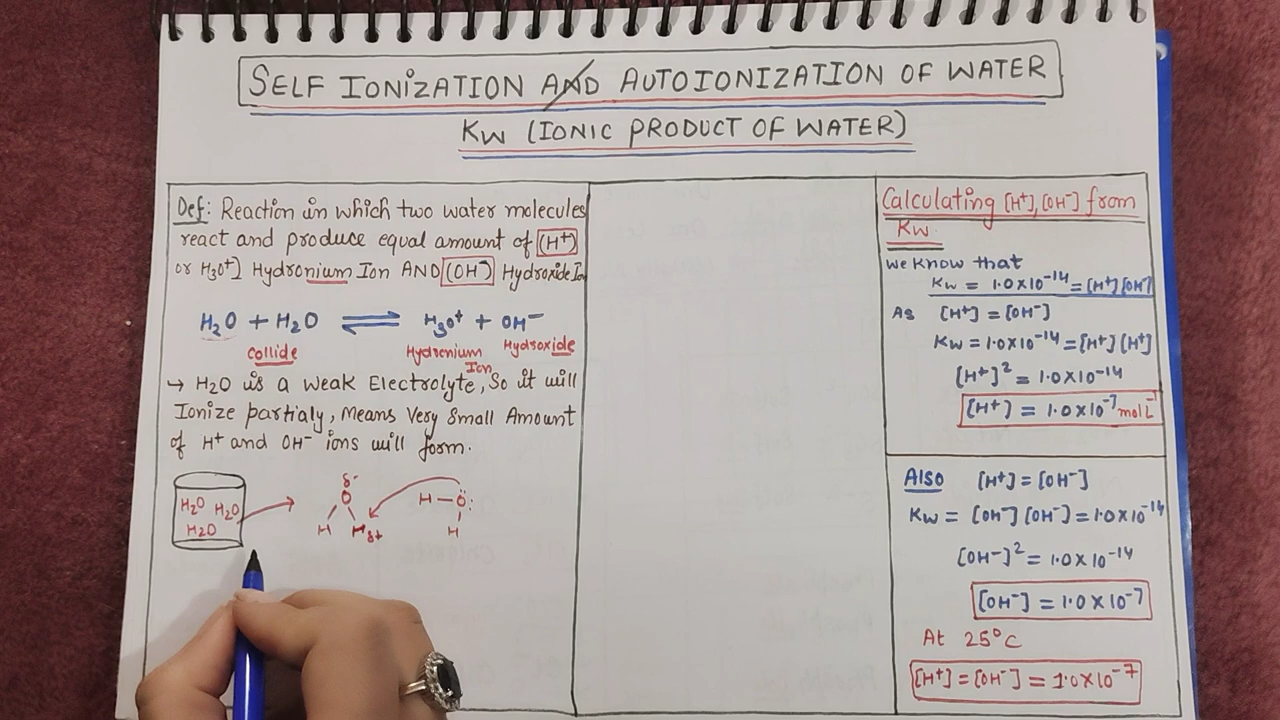 SELF IONIZATION AND AUTOIONIZATION OF WATER
Kw (IONIC PRODUCT OF WATER)
Def: Reaction in which two water molecules
react and produce equal amount of (H⁺)
or H₃O⁺] Hydronium Ion AND (OH⁻) Hydroxide Ion
H₂O + H₂O ⇌ H₃O⁺ + OH⁻
Collide Hydronium Ion Hydroxide
→ H₂O is a weak Electrolyte, So it will
Ionize partialy, Means Very Small Amount
of H⁺ and OH⁻ ions will form.
H₂O H₂O
H₂O
δ⁻
O
H H δ+
H — O
H
Calculating [H⁺], [OH⁻] from
Kw.
we know that
Kw = 1.0×10⁻¹⁴ = [H⁺] [OH⁻]
As [H⁺] = [OH⁻]
Kw = 1.0×10⁻¹⁴ = [H⁺] [H⁺]
[H⁺]² = 1.0×10⁻¹⁴
[H⁺] = 1.0×10⁻⁷ mol L⁻¹
Also [H⁺] = [OH⁻]
Kw = [OH⁻] [OH⁻] = 1.0×10⁻¹⁴
[OH⁻]² = 1.0×10⁻¹⁴
[OH⁻] = 1.0×10⁻⁷
At 25°C
[H⁺] = [OH⁻] = 1.0×10⁻⁷